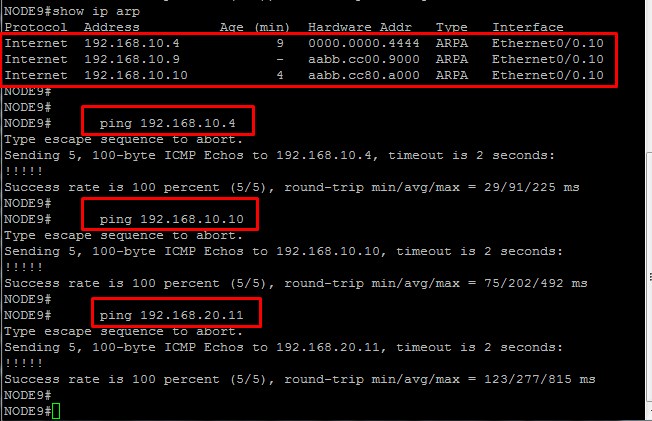 NODE9#show ip arp
Protocol  Address          Age (min)  Hardware Addr   Type   Interface
Internet  192.168.10.4            9   0000.0000.4444  ARPA   Ethernet0/0.10
Internet  192.168.10.9            -   aabb.cc00.9000  ARPA   Ethernet0/0.10
Internet  192.168.10.10           4   aabb.cc80.a000  ARPA   Ethernet0/0.10
NODE9#
NODE9#
NODE9#      ping 192.168.10.4
Type escape sequence to abort.
Sending 5, 100-byte ICMP Echos to 192.168.10.4, timeout is 2 seconds:
!!!!!
Success rate is 100 percent (5/5), round-trip min/avg/max = 29/91/225 ms
NODE9#
NODE9#      ping 192.168.10.10
Type escape sequence to abort.
Sending 5, 100-byte ICMP Echos to 192.168.10.10, timeout is 2 seconds:
!!!!!
Success rate is 100 percent (5/5), round-trip min/avg/max = 75/202/492 ms
NODE9#
NODE9#      ping 192.168.20.11
Type escape sequence to abort.
Sending 5, 100-byte ICMP Echos to 192.168.20.11, timeout is 2 seconds:
!!!!!
Success rate is 100 percent (5/5), round-trip min/avg/max = 123/277/815 ms
NODE9#
NODE9#